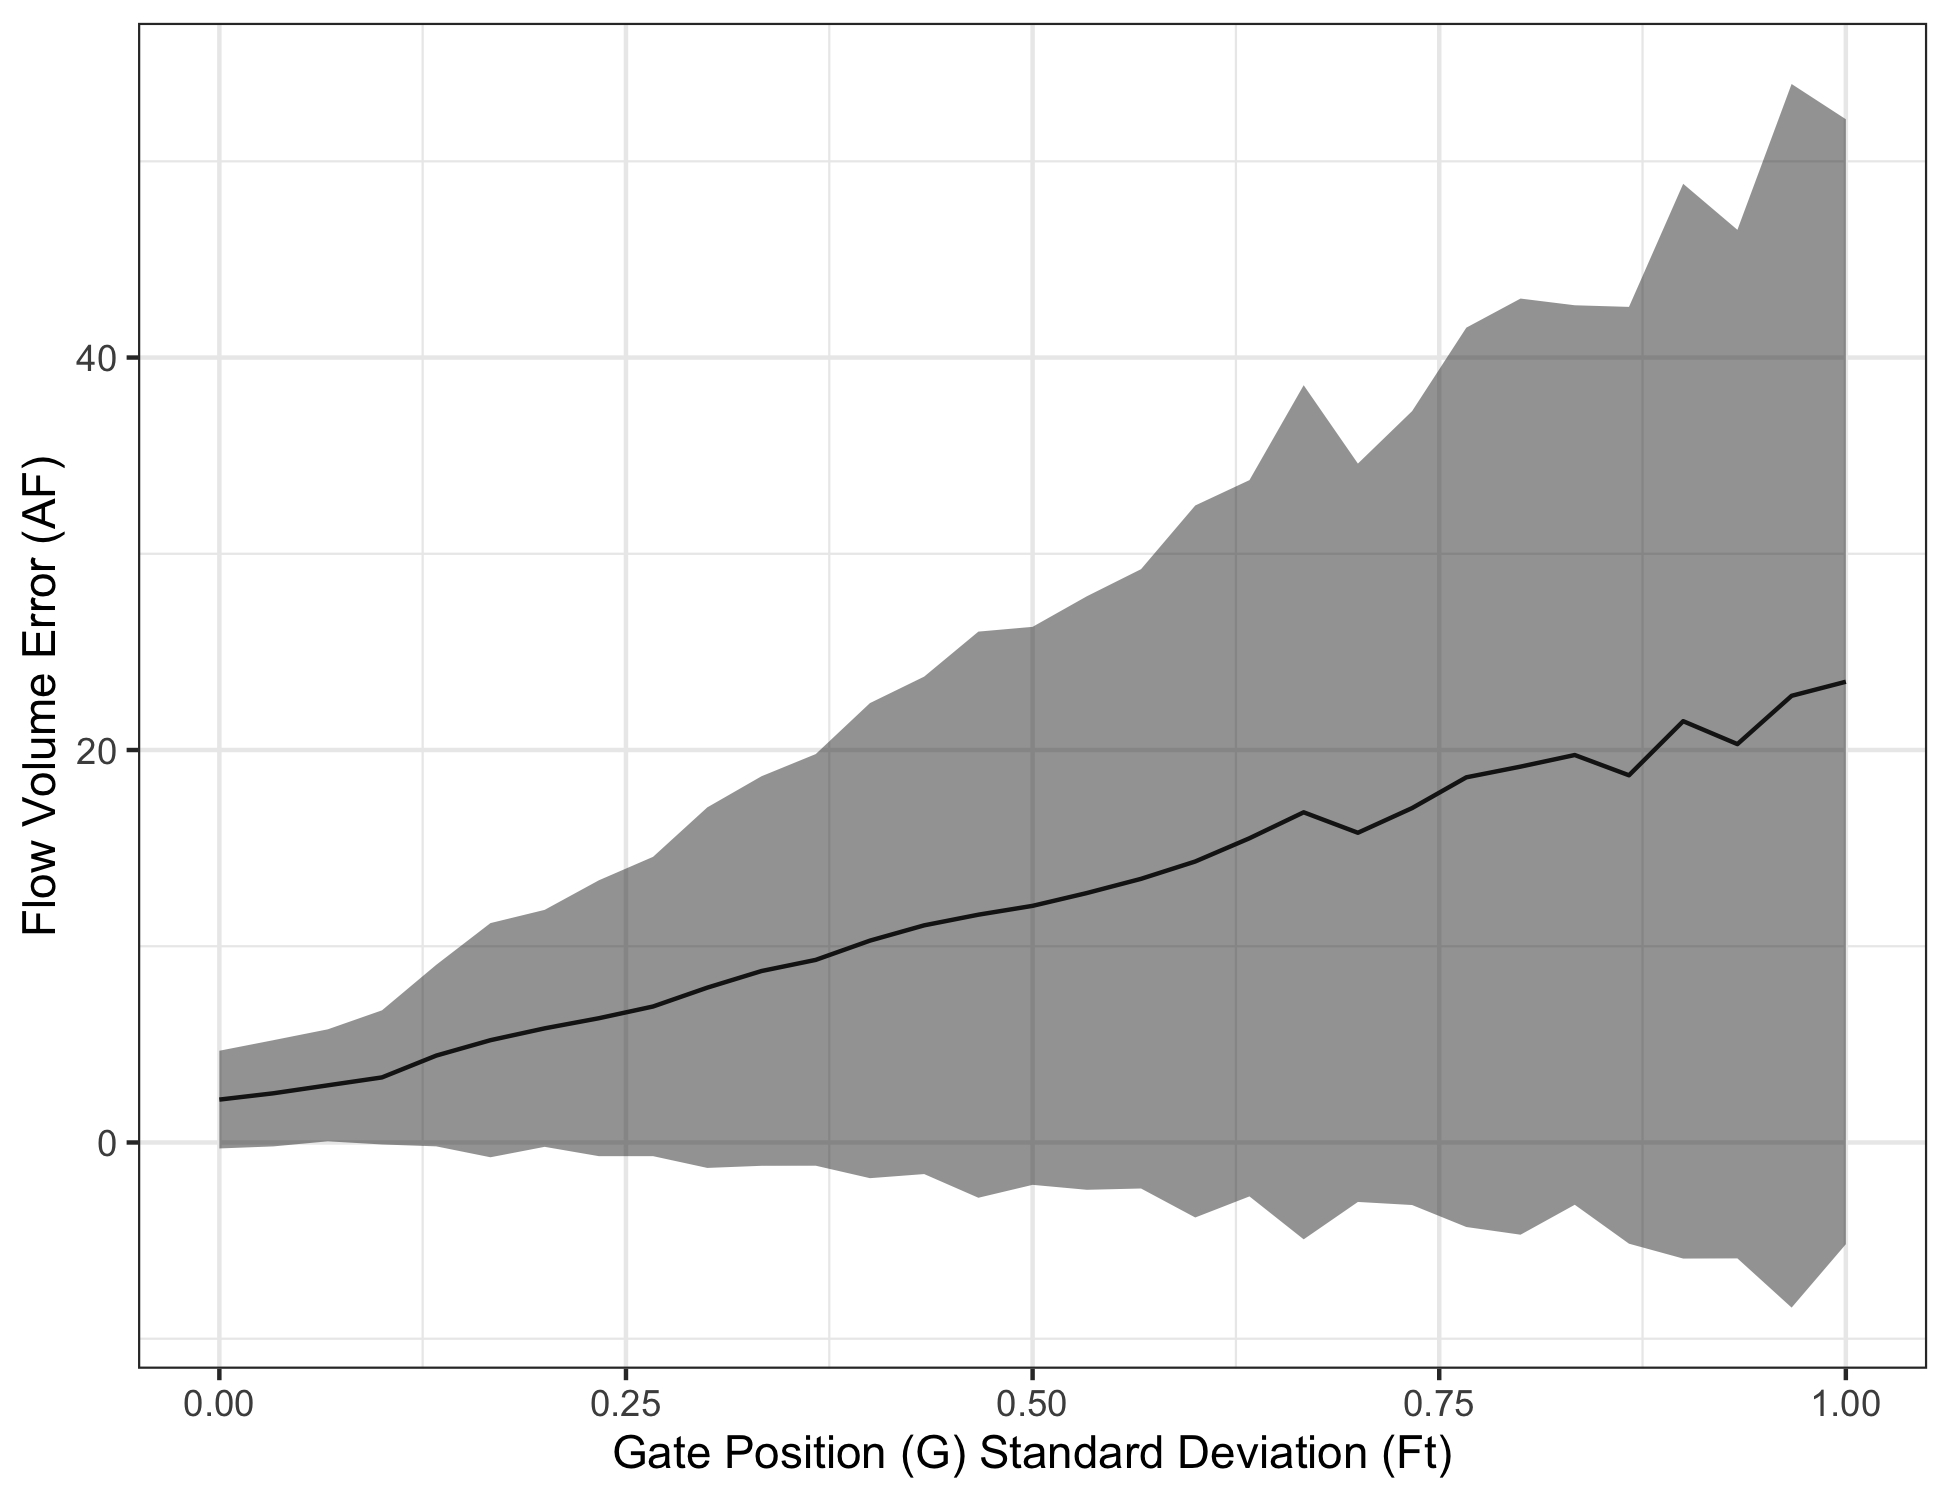 Flow Volume Error (AF)
40
20
0
0.00 0.25 0.50 0.75 1.00
Gate Position (G) Standard Deviation (Ft)